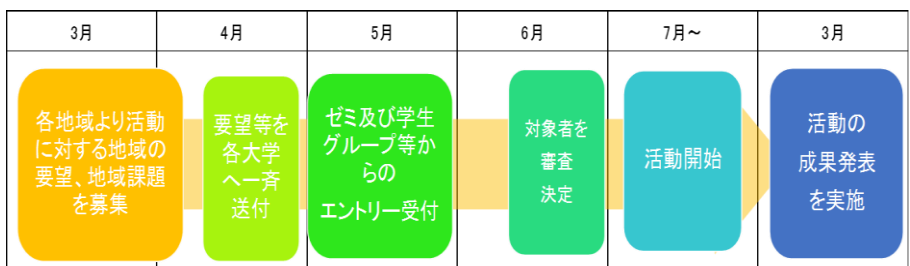 3月
4月
5月
6月
7月～
3月
各地域より活動
に対する地域の
要望、地域課題
を募集
要望等を
各大学
へ一斉
送付
ゼミ及び学生
グループ等か
らの
エントリー受付
対象者を
審査
決定
活動開始
活動の
成果発表
を実施